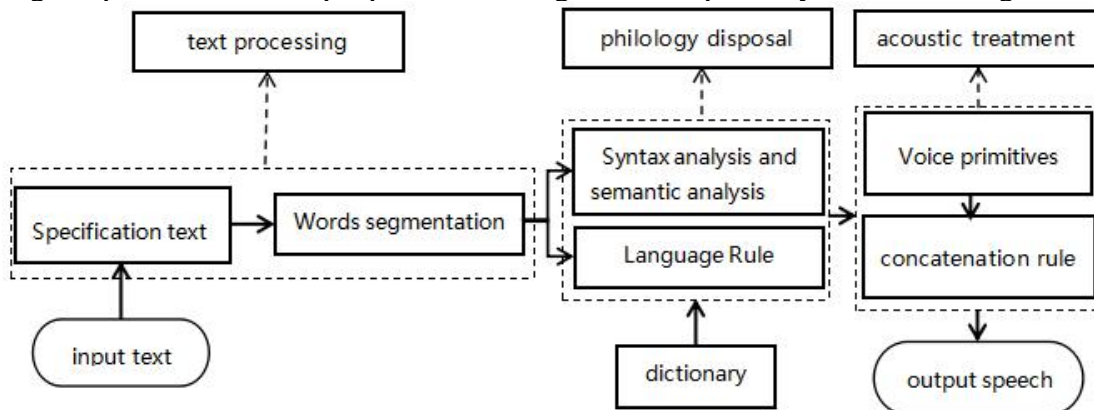 text processing
philology disposal
acoustic treatment
Syntax analysis and
semantic analysis
Voice primitives
Specification text
Words segmentation
Language Rule
concatenation rule
input text
dictionary
output speech